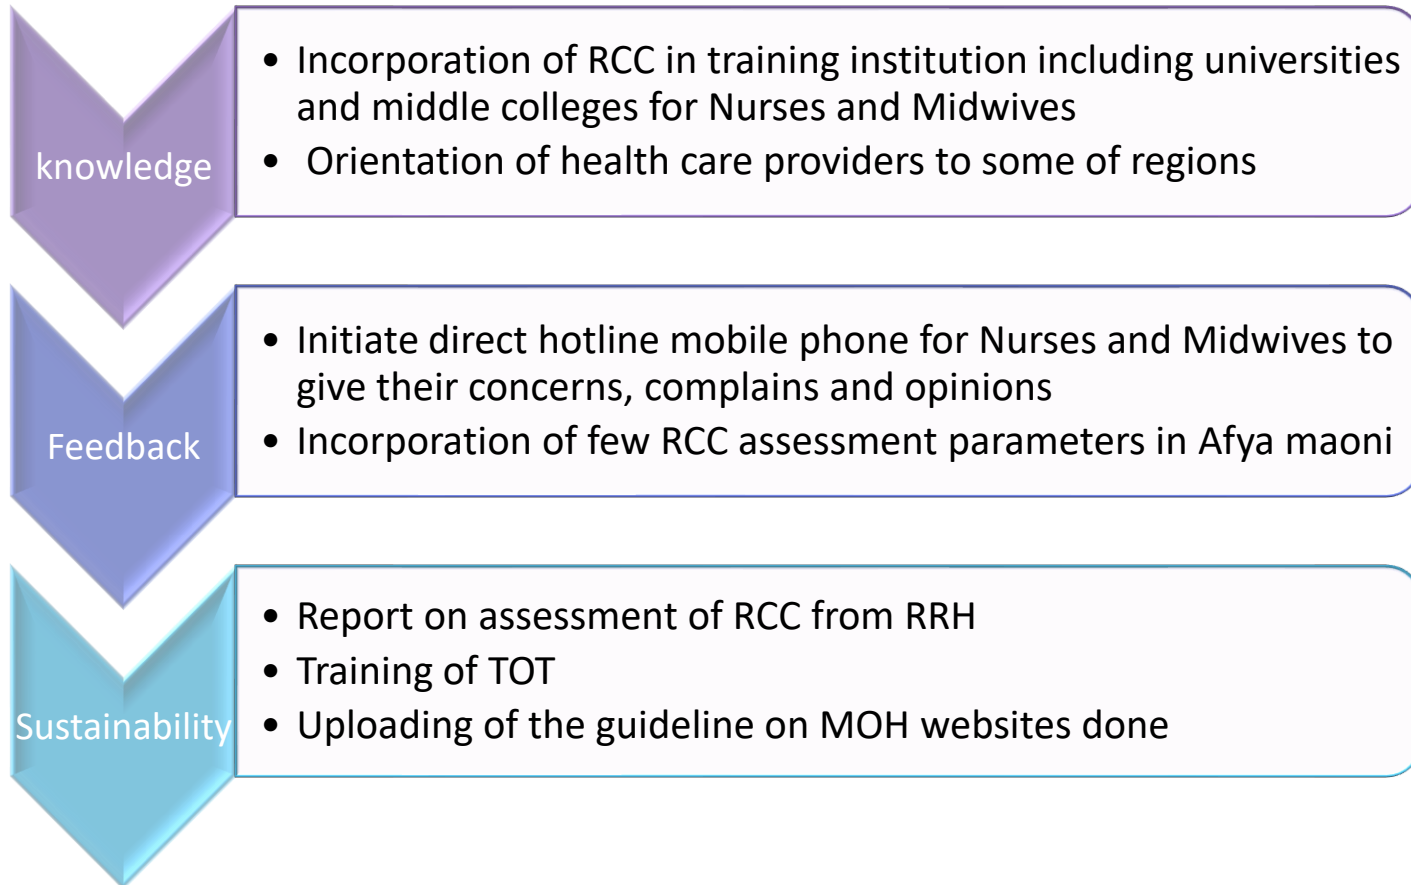 knowledge
• Incorporation of RCC in training institution including universities
and middle colleges for Nurses and Midwives
• Orientation of health care providers to some of regions
Feedback
• Initiate direct hotline mobile phone for Nurses and Midwives to
give their concerns, complains and opinions
• Incorporation of few RCC assessment parameters in Afya maoni
Sustainability
• Report on assessment of RCC from RRH
• Training of TOT
• Uploading of the guideline on MOH websites done